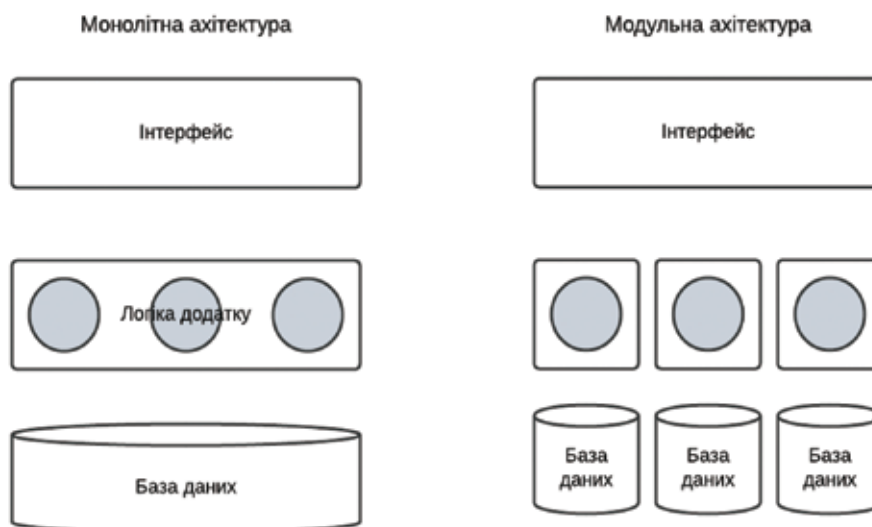 Монолітна ахітектура
Модульна ахітектура
Інтерфейс
Інтерфейс
Логіка додатку
База даних
База
даних
База
даних
База
даних